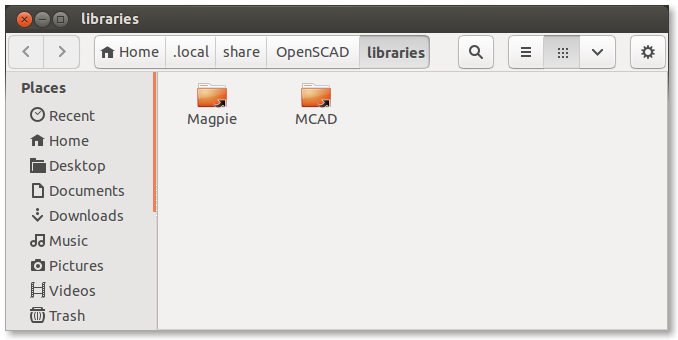 libraries
Home .local share OpenSCAD libraries
Places
Recent
Home
Desktop
Documents
Downloads
Music
Pictures
Videos
Trash
Magpie MCAD